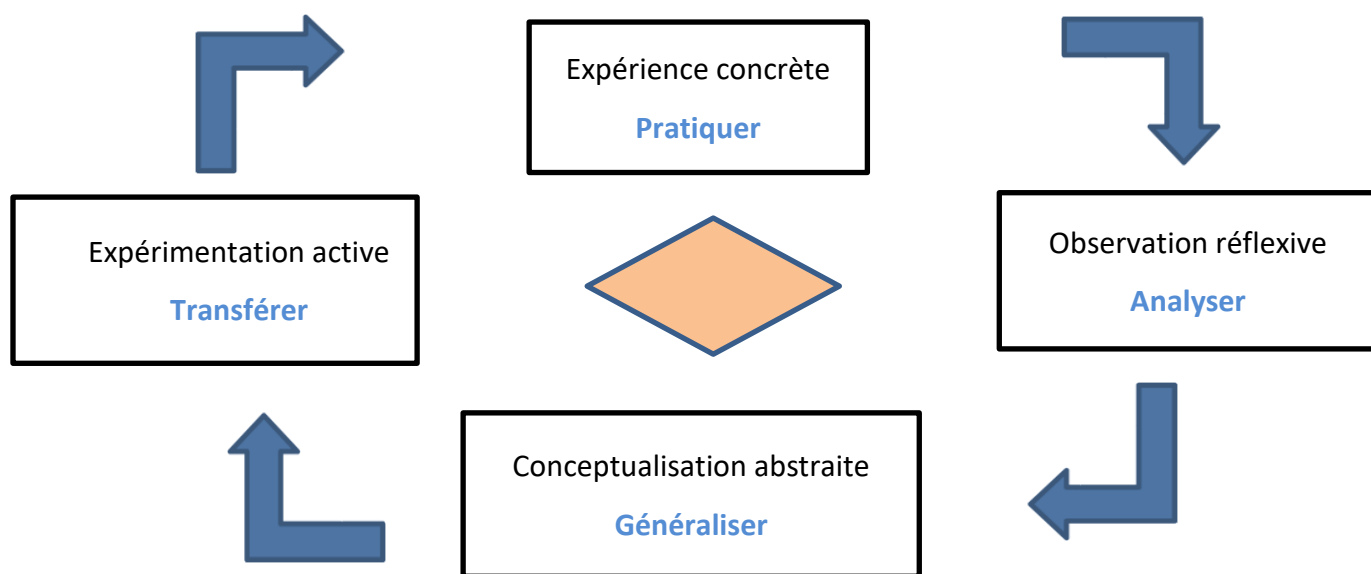 Expérience concrète
Pratiquer
Expérimentation active
Transférer
Observation réflexive
Analyser
Conceptualisation abstraite
Généraliser